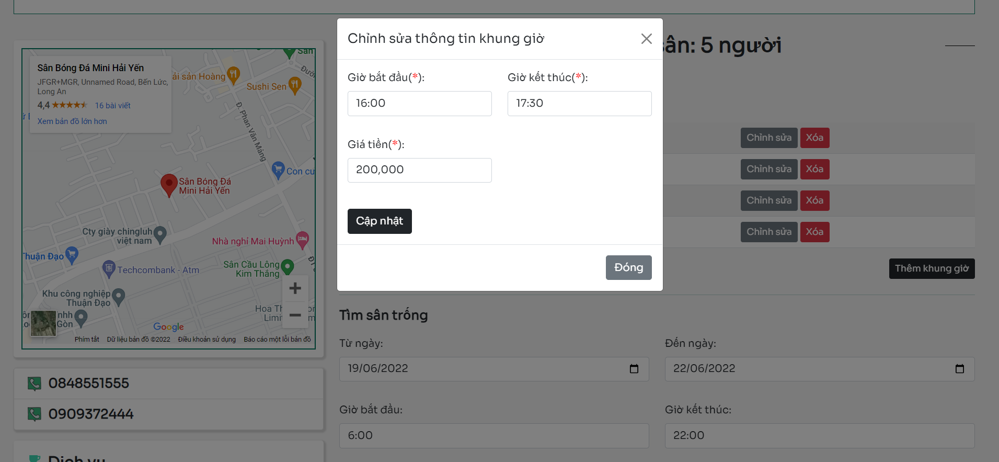 Chỉnh sửa thông tin khung giờ
Giờ bắt đầu(*):
Giờ kết thúc(*):
16:00
17:30
Giá tiền(*):
200,000
Cập nhật
Đóng
sân: 5 người
Chỉnh sửa Xóa
Chỉnh sửa Xóa
Chỉnh sửa Xóa
Chỉnh sửa Xóa
Thêm khung giờ
Tìm sân trống
Từ ngày:
Đến ngày:
19/06/2022
22/06/2022
Giờ bắt đầu:
Giờ kết thúc:
6:00
22:00
Sân Bóng Đá Mini Hải Yến
JFGR+MGR, Unnamed Road, Bến Lức,
Long An
4,4 16 bài viết
Xem bản đồ lớn hơn
Sân
ải sản Hoàng
Sushi Sen
Đ. Phan Văn Mảng
Con cư
Sân Bóng Đá
Mini Hải Yến
Cty giày chingluh
việt nam
Nhà nghỉ Mai Huỳnh
Thuận Đạo
Techcombank - Atm
Sân Cầu Lông
Kim Thắng
Khu công nghiệp
Thuận Đạo
Gòn
Hoa
Google
Phím tắt Dữ liệu bản đồ ©2022 Điều khoản sử dụng Báo cáo một lỗi bản đồ
0848551555
0909372444
Dịch vụ